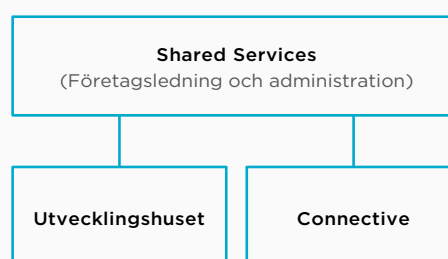 Shared Services
(Företagsledning och administration)
Utvecklingshuset
Connective